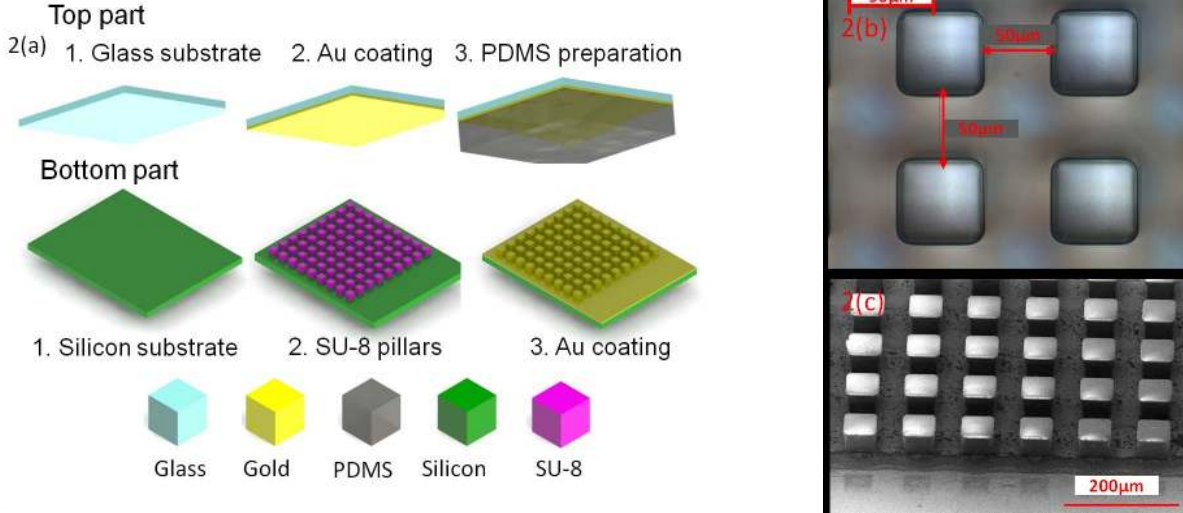 Top part
2(a)
1. Glass substrate
2. Au coating
3. PDMS preparation
Bottom part
1. Silicon substrate
2. SU-8 pillars
3. Au coating
Glass
Gold
PDMS
Silicon
SU-8
2(b)
50μm
50μm
2(c)
200μm